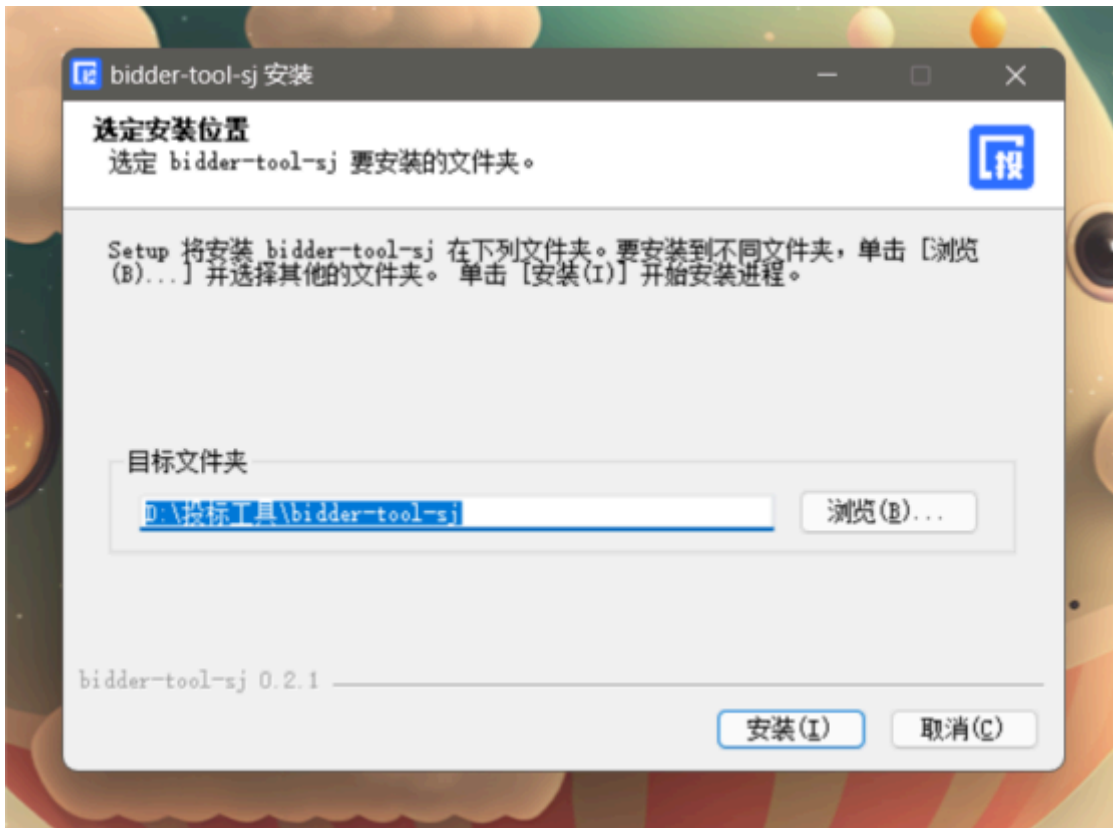 bidder-tool-sj 安装
选定安装位置
选定 bidder-tool-sj 要安装的文件夹。
投
Setup 将安装 bidder-tool-sj 在下列文件夹。要安装到不同文件夹，单击 [浏览
(B)...] 并选择其他的文件夹。 单击 [安装(I)] 开始安装进程。
目标文件夹
D:\投标工具\bidder-tool-sj
浏览(B)...
bidder-tool-sj 0.2.1
安装(I) 取消(C)